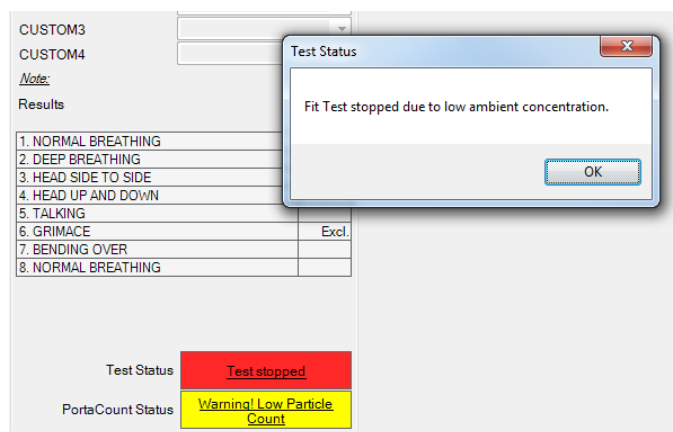 CUSTOM3
CUSTOM4
Note:
Results
Test Status
Fit Test stopped due to low ambient concentration.
OK
1. NORMAL BREATHING
2. DEEP BREATHING
3. HEAD SIDE TO SIDE
4. HEAD UP AND DOWN
5. TALKING
6. GRIMACE Excl.
7. BENDING OVER
8. NORMAL BREATHING
Test Status Test stopped
PortaCount Status Warning! Low Particle
Count